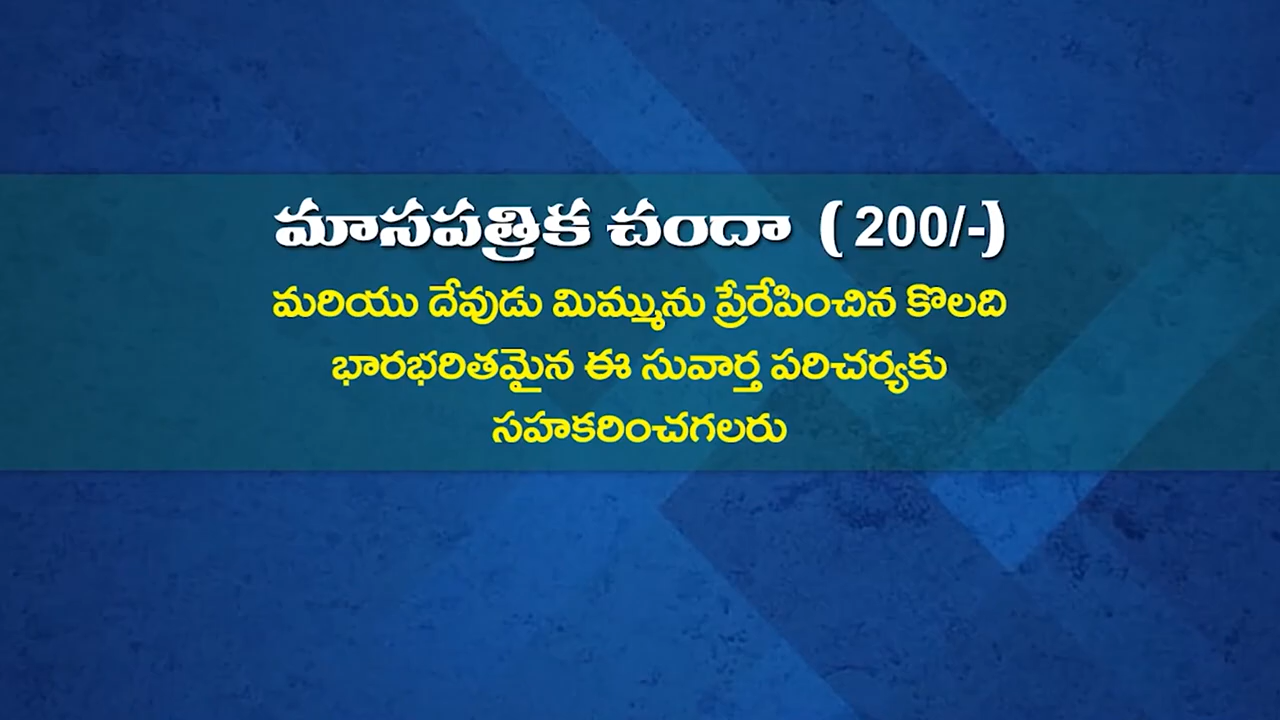 మాసపత్రిక చందా ( 200/-)
మరియు దేవుడు మిమ్మును ప్రేరేపించిన కొలది
భారభరితమైన ఈ సువార్త పరిచర్యకు
సహకరించగలరు